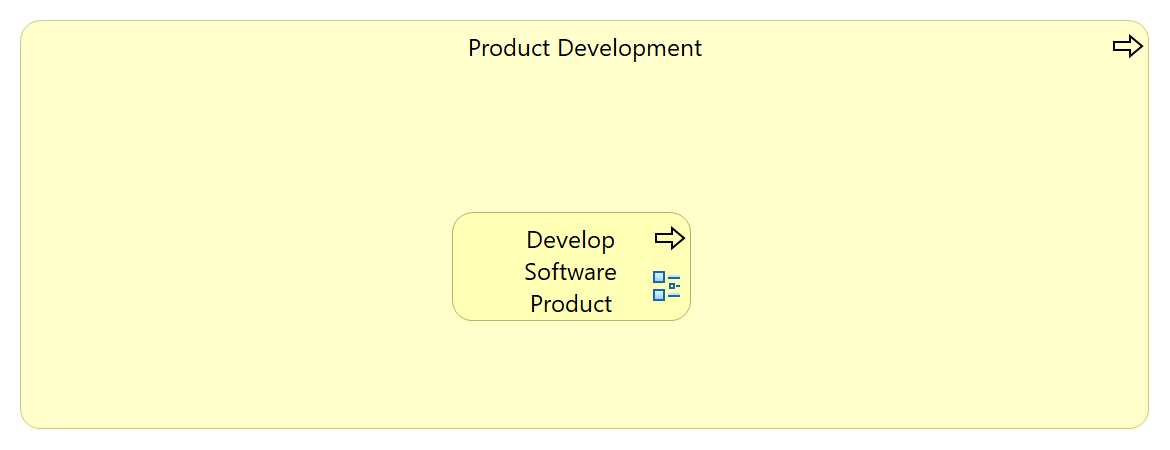 Product Development
Develop
Software
Product